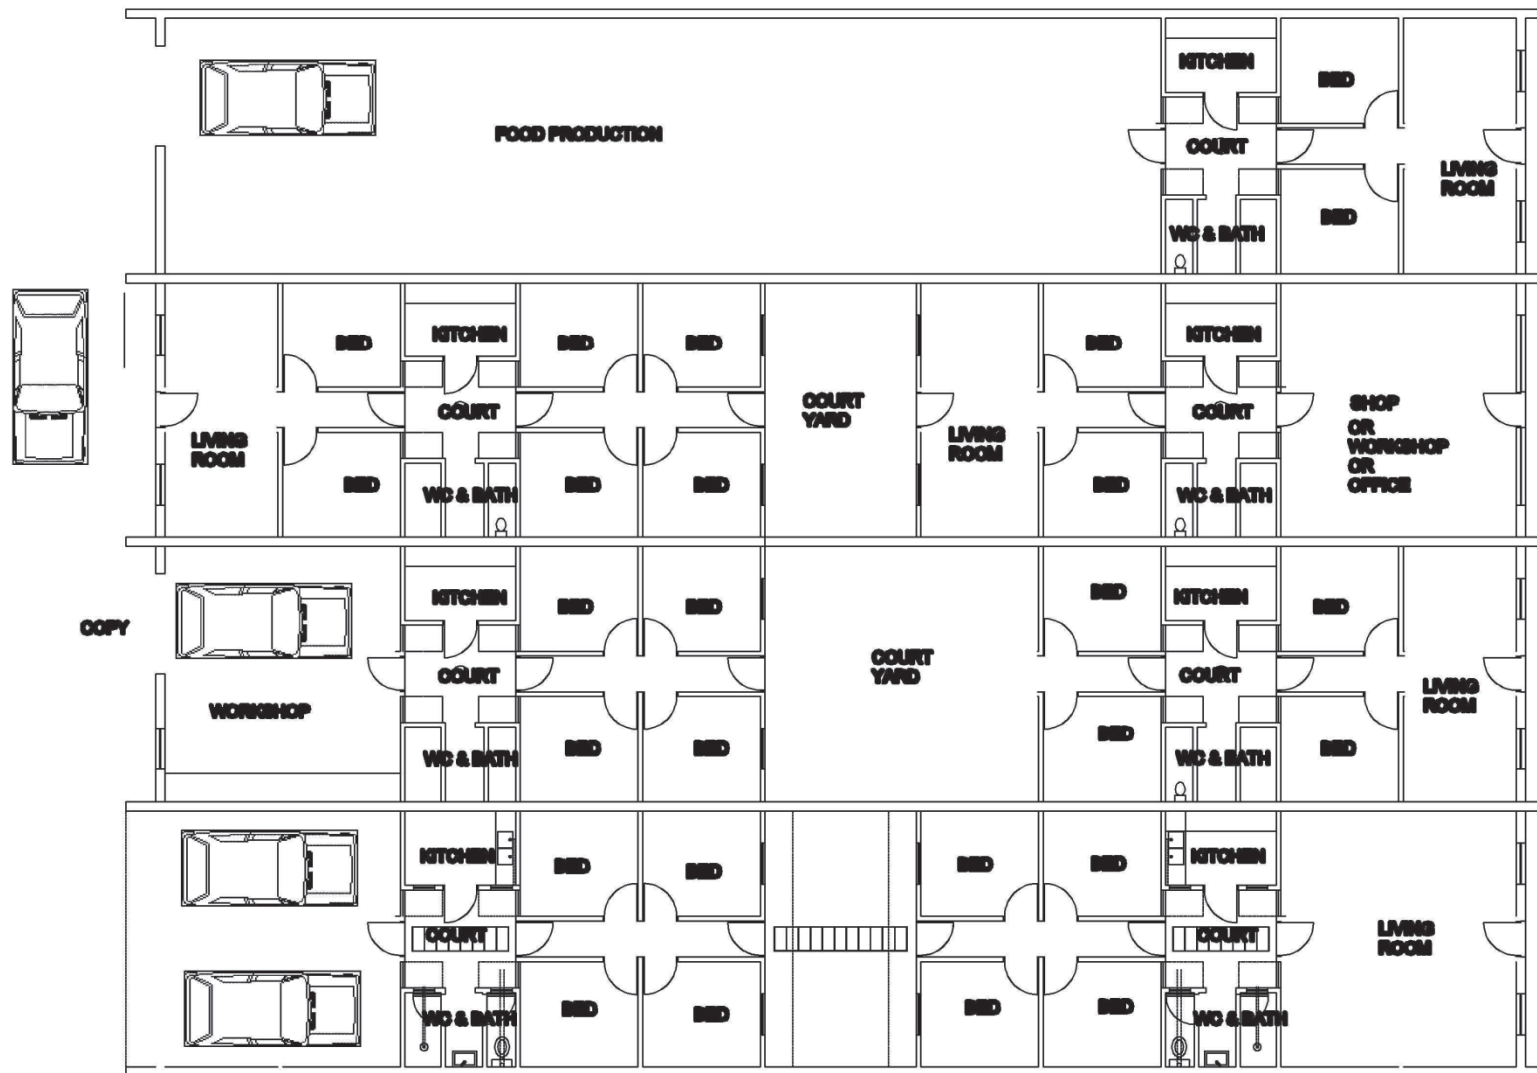 KITCHEN
BED
FOOD PRODUCTION
COURT
LIVING
ROOM
BED
WC & BATH
KITCHEN
BED
BED
BED
KITCHEN
BED
COURT
COURT
YARD
COURT
SHOP
OR
WORKSHOP
OR
OFFICE
LIVING
ROOM
LIVING
ROOM
BED
WC & BATH
BED
BED
BED
WC & BATH
KITCHEN
BED
BED
BED
KITCHEN
BED
COPY
COURT
COURT
YARD
COURT
LIVING
ROOM
WORKSHOP
WC & BATH
BED
BED
BED
WC & BATH
BED
KITCHEN
BED
BED
BED
BED
KITCHEN
COURT
COURT
LIVING
ROOM
WC & BATH
BED
BED
BED
BED
WC & BATH